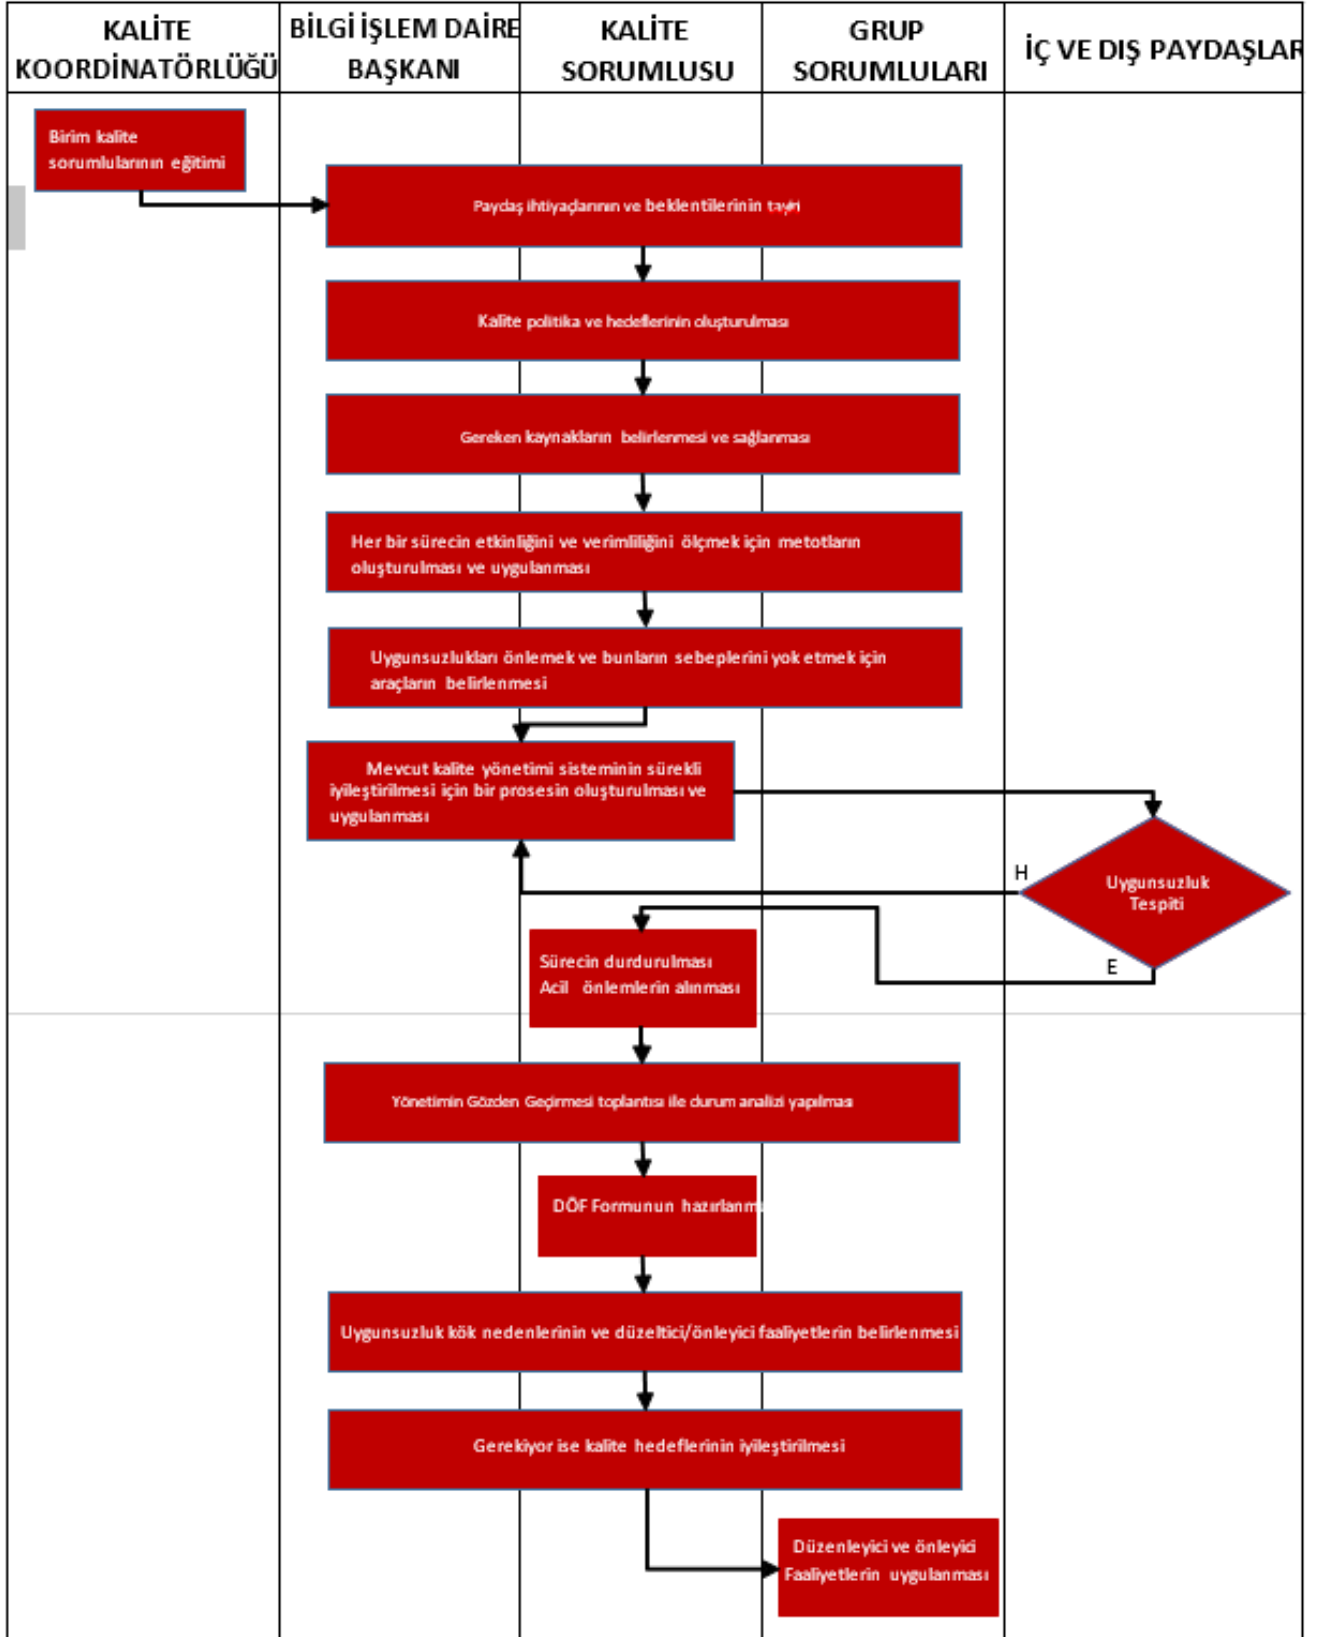 KALİTE
KOORDİNATÖRLÜĞÜ
BİLGİ İŞLEM DAİRE
BAŞKANI
KALİTE
SORUMLUSU
GRUP
SORUMLULARI
İÇ VE DIŞ PAYDAŞLAR
Birim kalite
sorumlularının eğitimi
Paydaş ihtiyaçlarının ve beklentilerinin
Kalite politika ve hedeflerinin oluşturulması
Gereken kaynakların belirlenmesi ve sağlanması
Her bir sürecin etkinliğini ve verimliliğini ölçmek için metotların
oluşturulması ve uygulanması
Uygunsuzlukları önlemek ve bunların sebeplerini yok etmek için
araçların belirlenmesi
Mevcut kalite yönetimi sisteminin sürekli
iyileştirilmesi için bir prosesin oluşturulması ve
uygulanması
H
Uygunsuzluk
Tespiti
E
Sürecin durdurulması
Acil önlemlerin alınması
Yönetimin Gözden Geçirmesi toplantısı ile durum analizi yapılması
DÖF Formunun hazırlanm
Uygunsuzluk kök nedenlerinin ve düzeltici/önleyici faaliyetlerin belirlenmesi
Gerekiyor ise kalite hedeflerinin iyileştirilmesi
Düzenleyici ve önleyici
Faaliyetlerin uygulanması